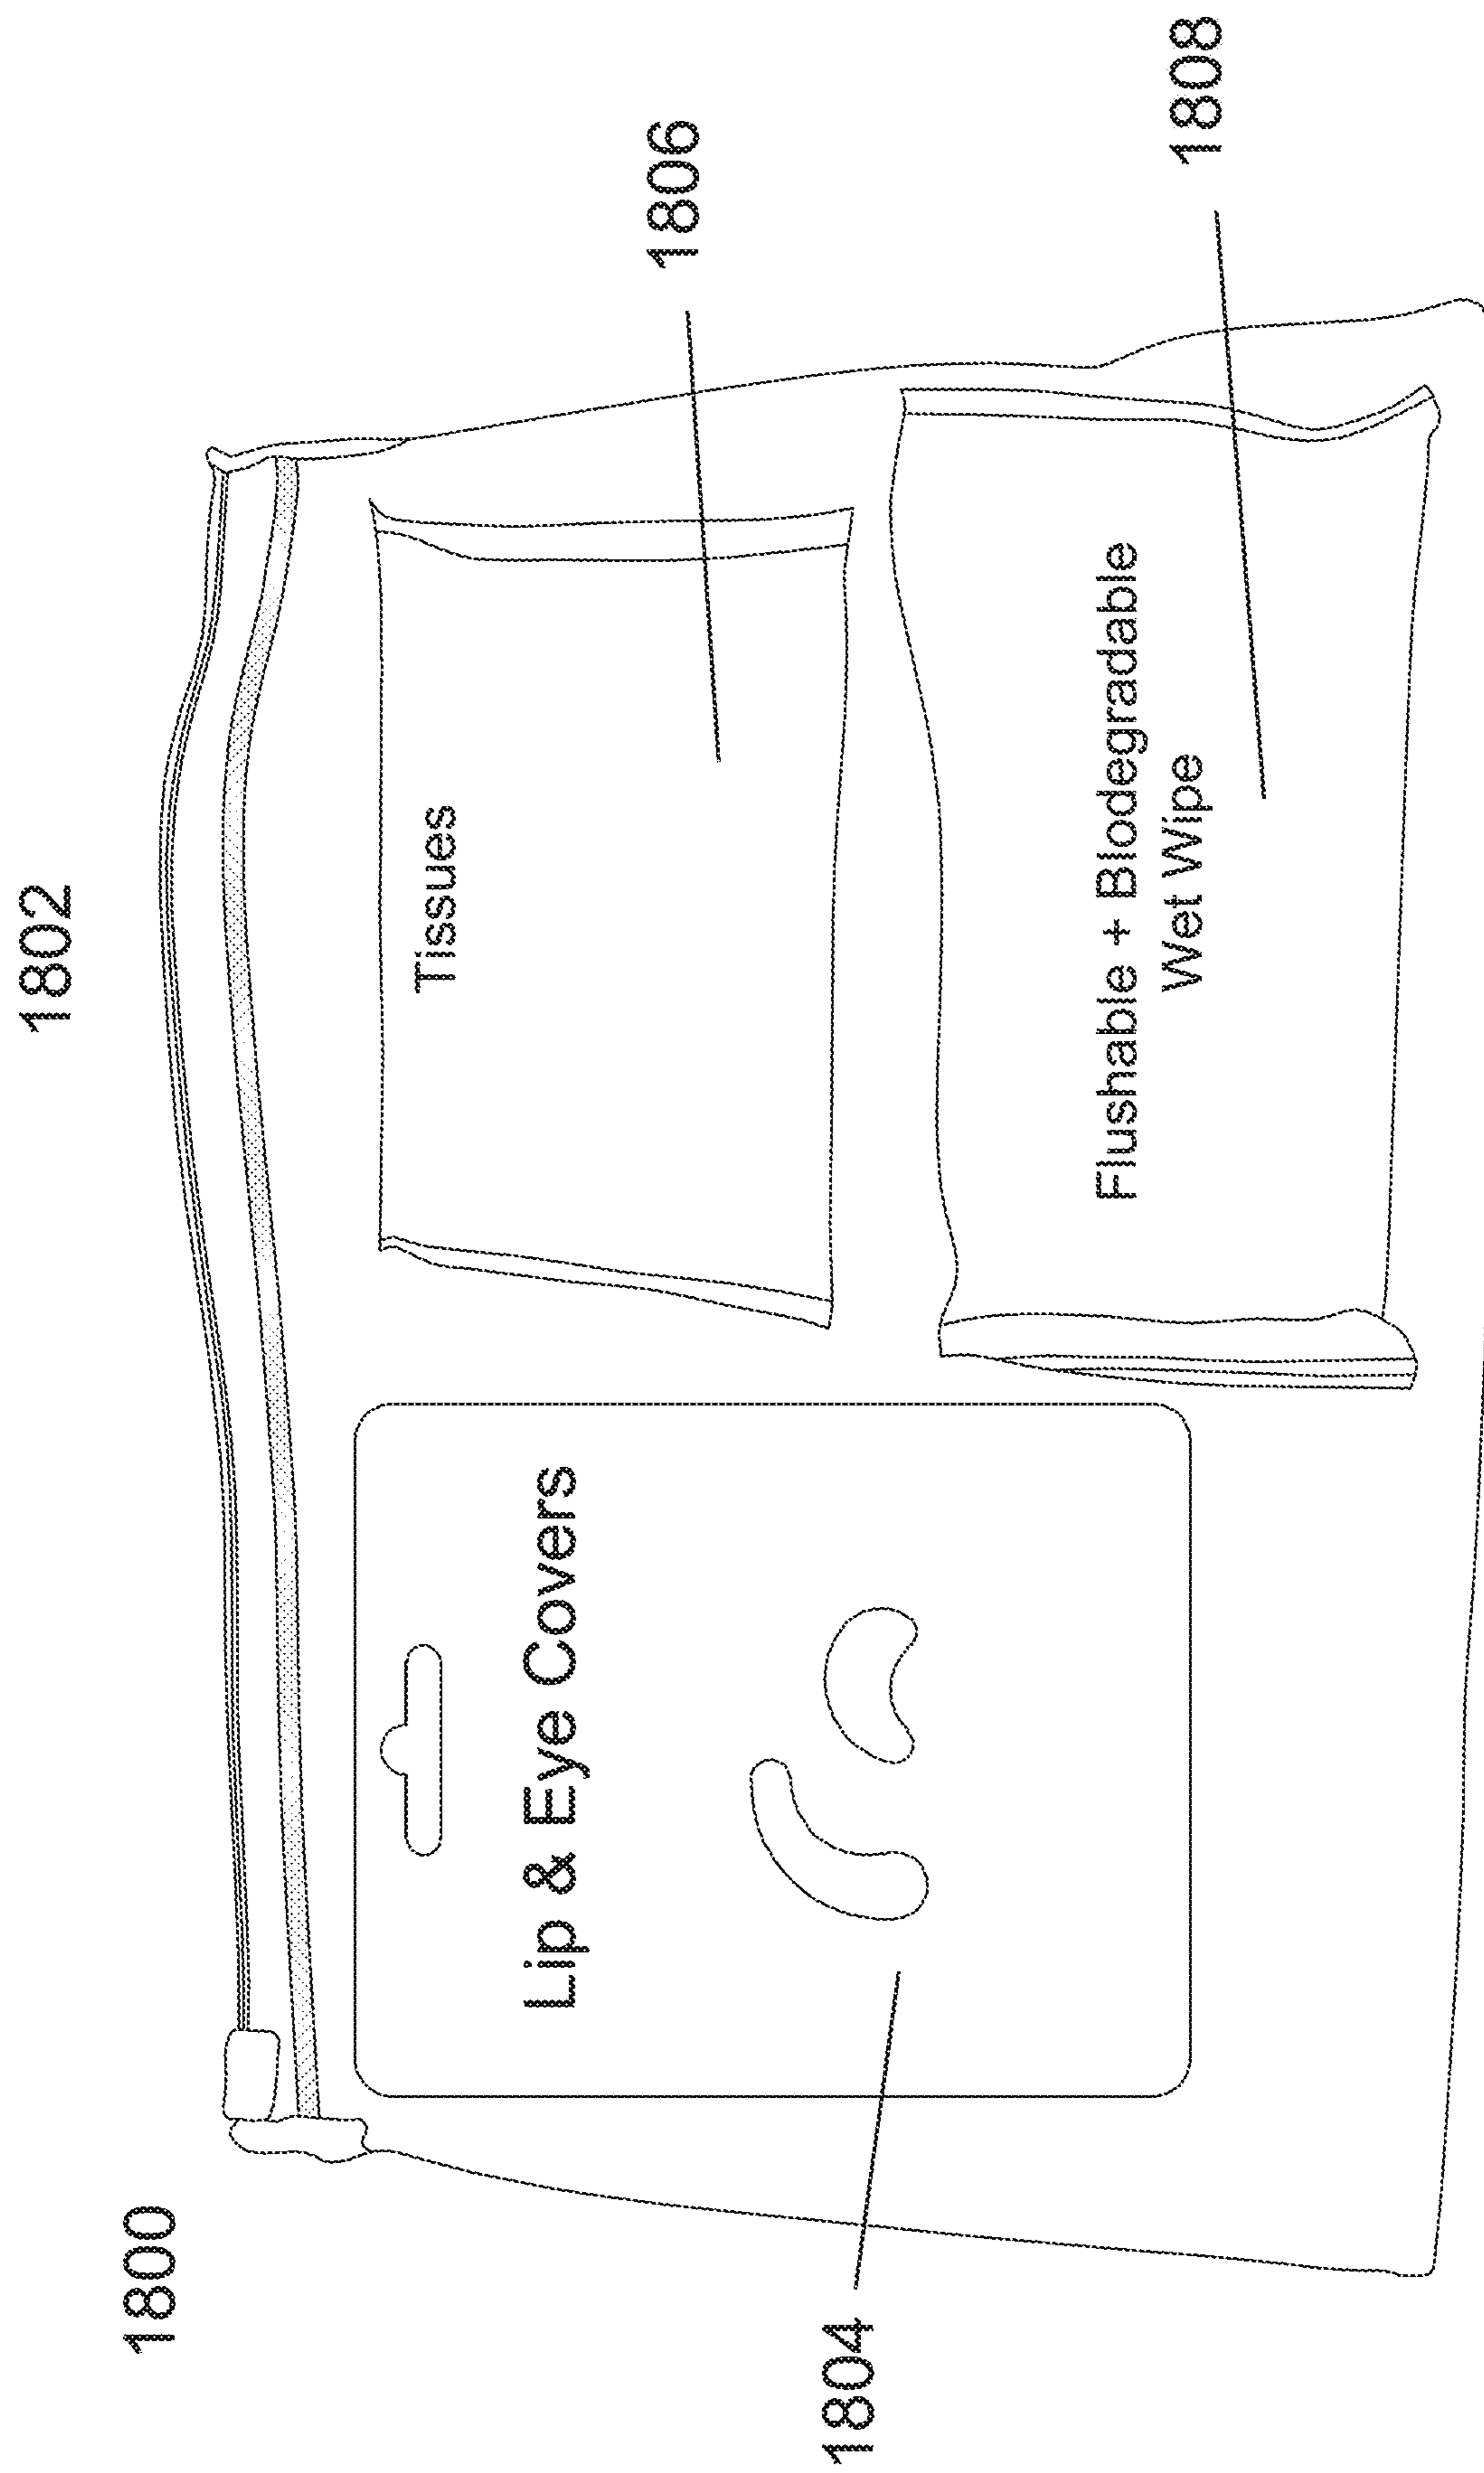 1800
1802
1804
1806
1808
Lip & Eye Covers
Tissues
Flushable + Biodegradable
Wet Wipe